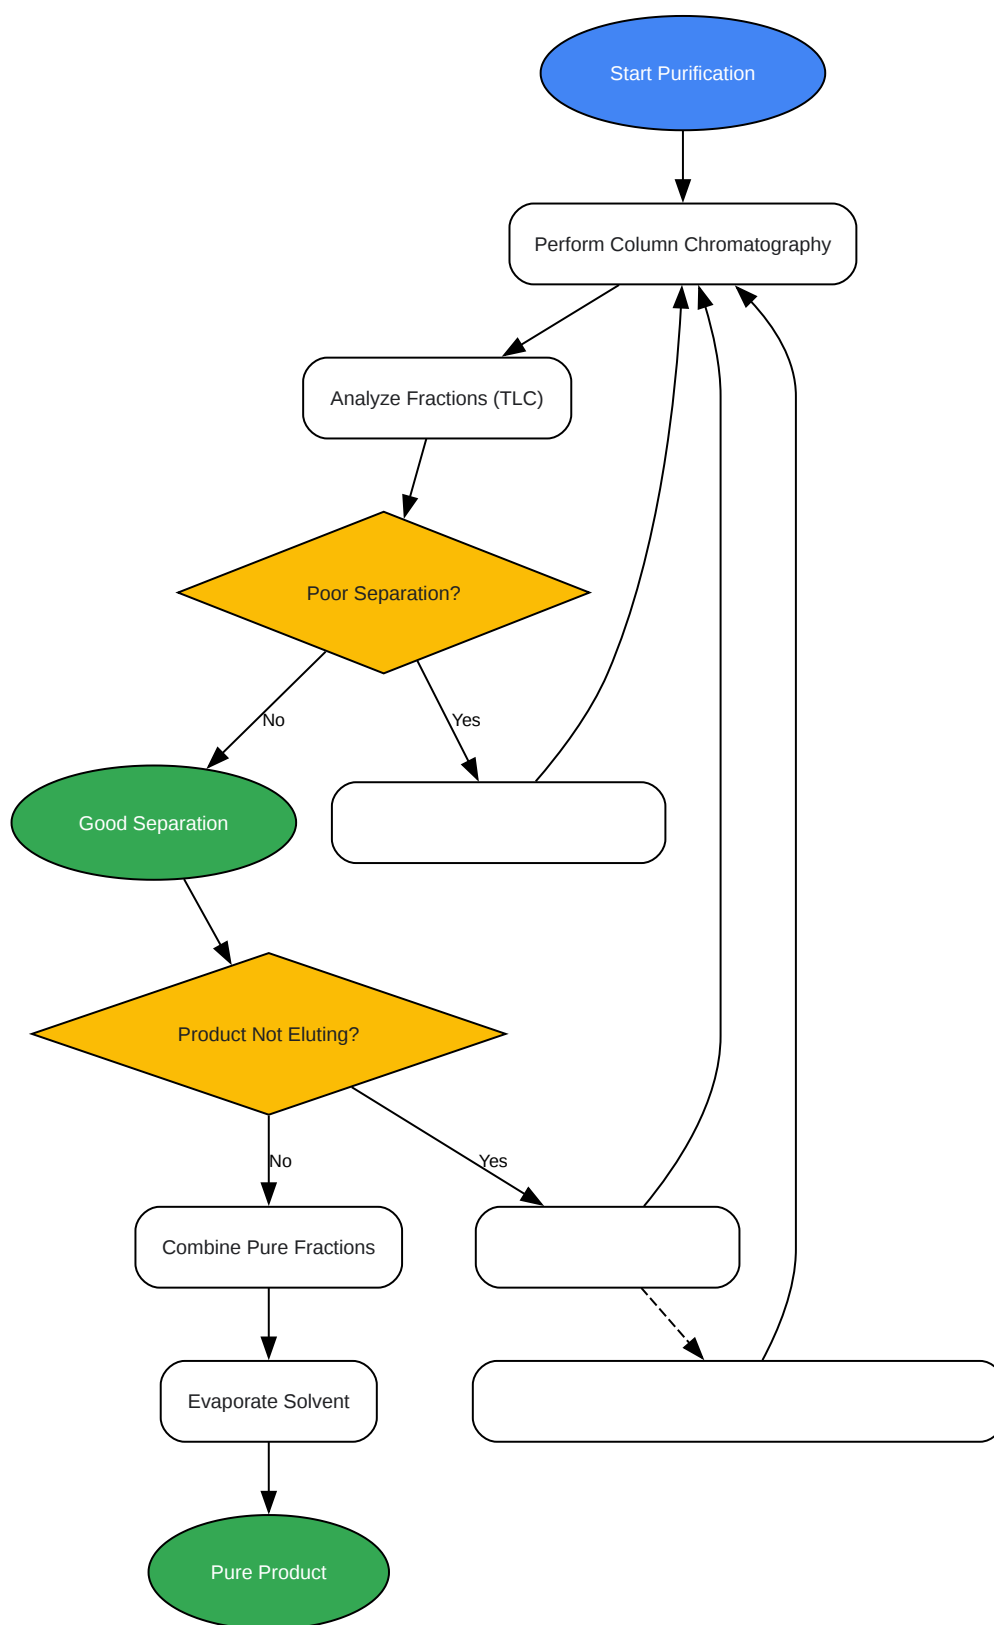 Start Purification
Perform Column Chromatography
Analyze Fractions (TLC)
Poor Separation?
No
Yes
Good Separation
Product Not Eluting?
No
Yes
Combine Pure Fractions
Evaporate Solvent
Pure Product